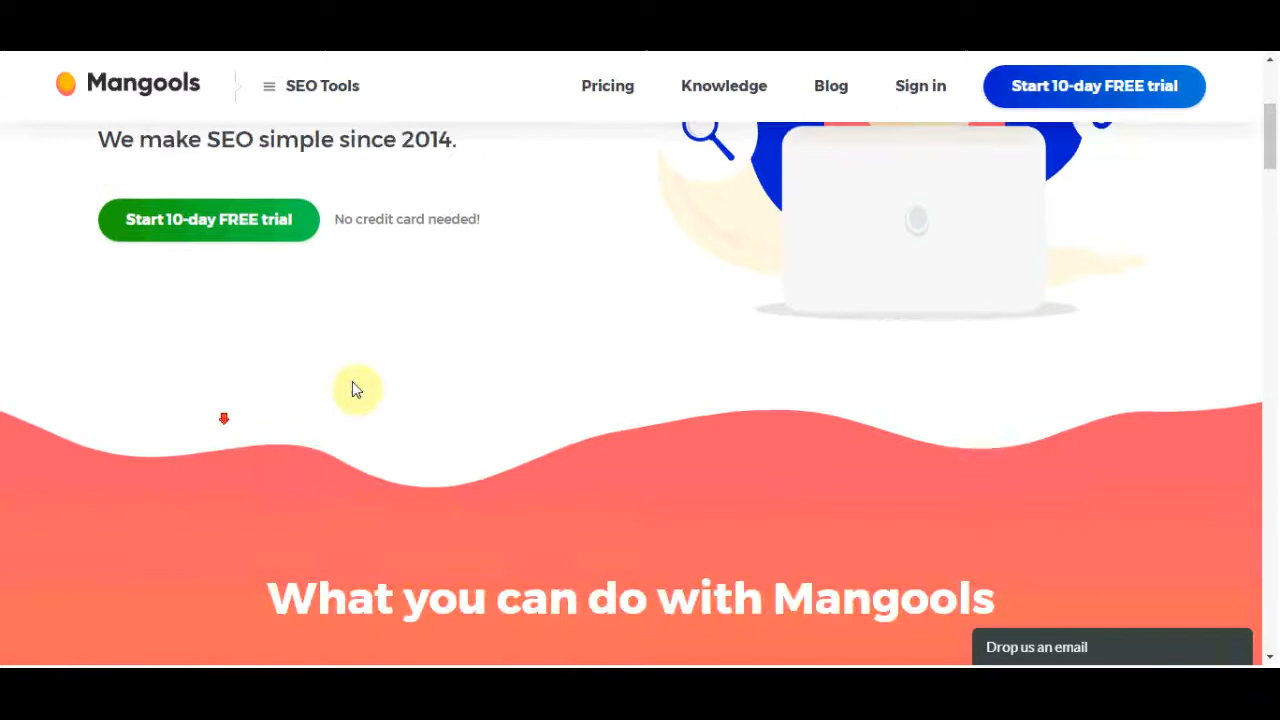 Mangools
SEO Tools
Pricing
Knowledge
Blog
Sign in
Start 10-day FREE trial
We make SEO simple since 2014.
Start 10-day FREE trial
No credit card needed!
What you can do with Mangools
Drop us an email